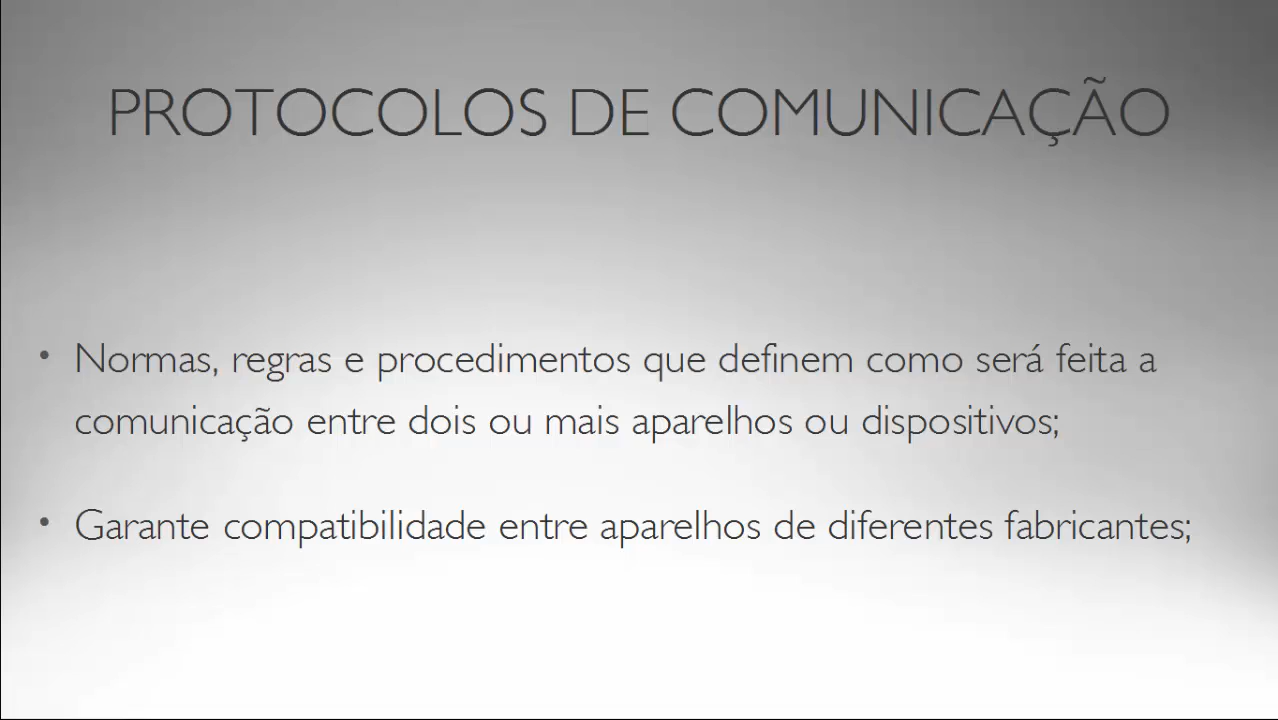 PROTOCOLOS DE COMUNICAÇÃO
• Normas, regras e procedimentos que definem como será feita a
comunicação entre dois ou mais aparelhos ou dispositivos;
• Garante compatibilidade entre aparelhos de diferentes fabricantes;